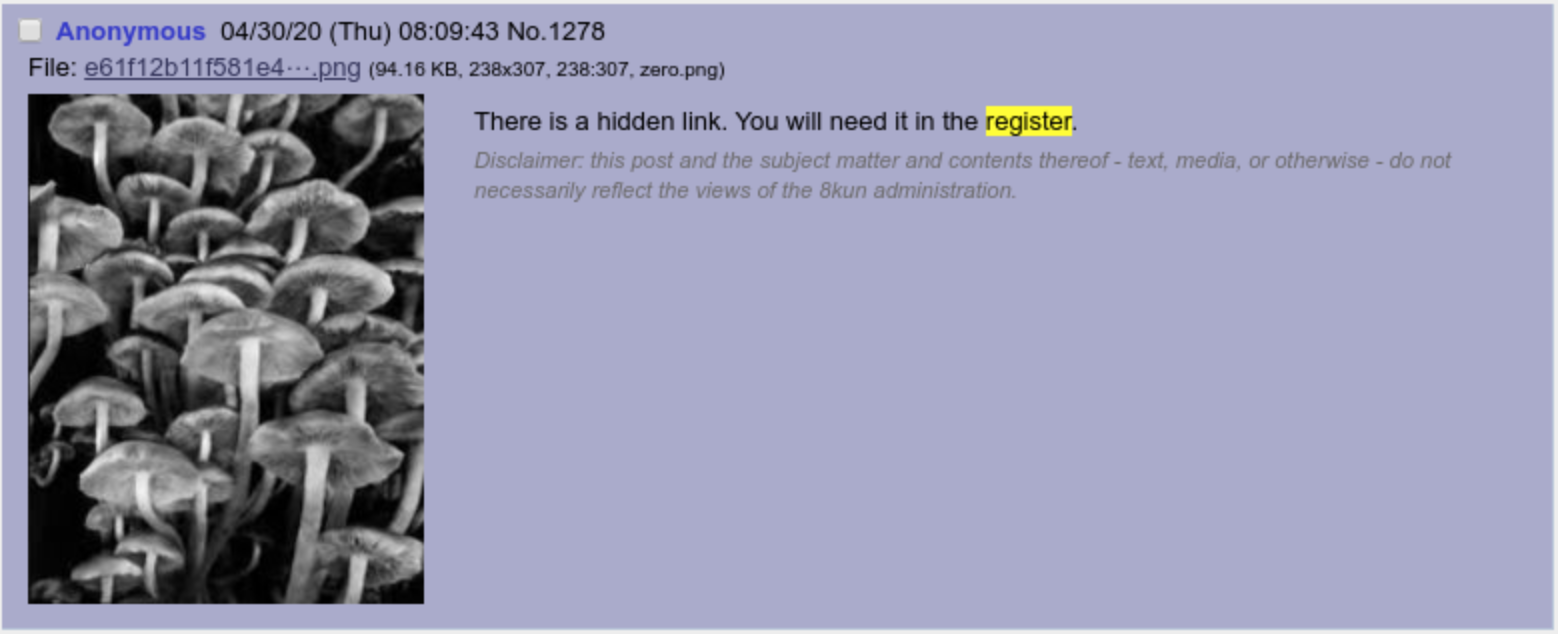 Anonymous 04/30/20 (Thu) 08:09:43 No.1278
File: e61f12b11f581e4⋯.png (94.16 KB, 238x307, 238:307, zero.png)
There is a hidden link. You will need it in the register.
Disclaimer: this post and the subject matter and contents thereof - text, media, or otherwise - do not
necessarily reflect the views of the 8kun administration.